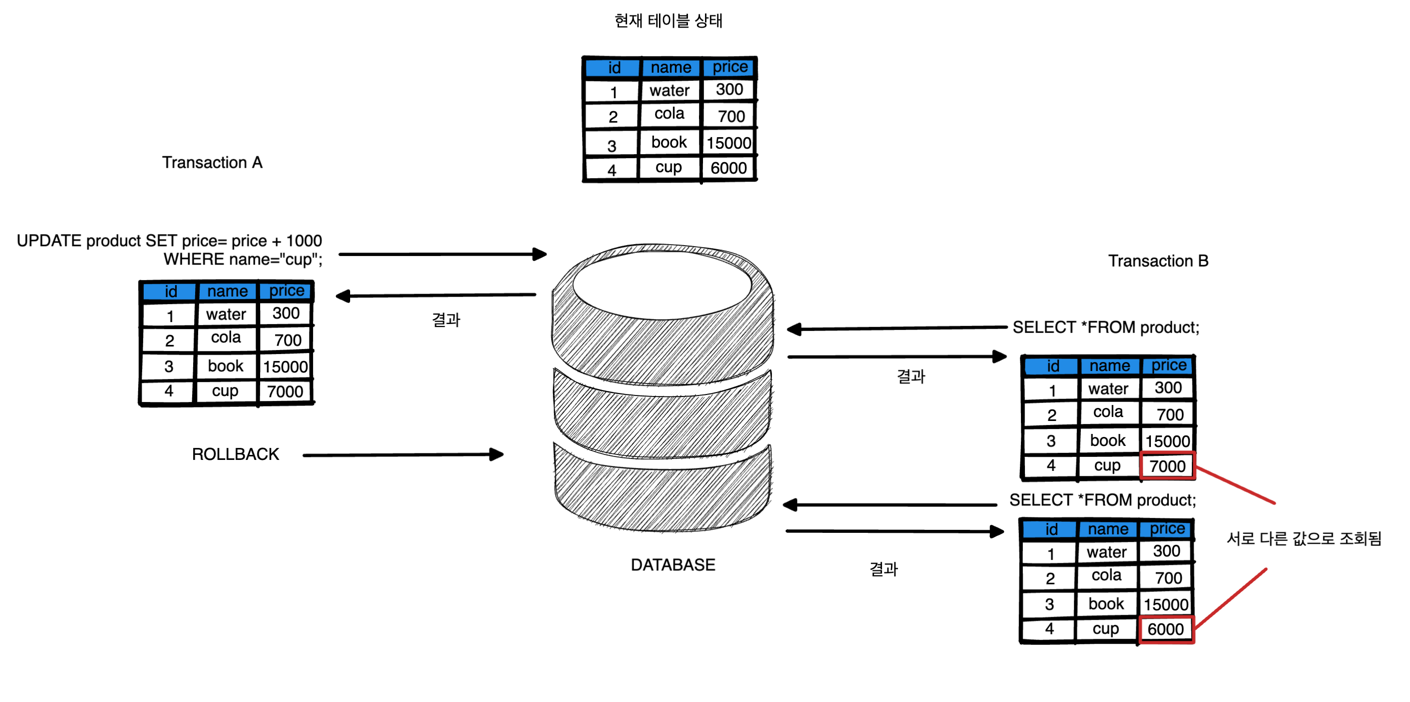 현재 테이블 상태
id name price
1 water 300
2 cola 700
3 book 15000
4 cup 6000
Transaction A
UPDATE product SET price= price + 1000
WHERE name="cup";
id name price
1 water 300
2 cola 700
3 book 15000
4 cup 7000
결과
ROLLBACK
DATABASE
Transaction B
SELECT *FROM product;
결과
id name price
1 water 300
2 cola 700
3 book 15000
4 cup 7000
SELECT *FROM product;
결과
id name price
1 water 300
2 cola 700
3 book 15000
4 cup 6000
서로 다른 값으로 조회됨